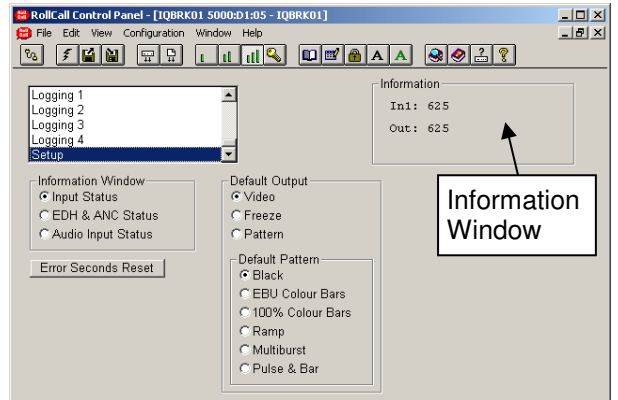 RollCall Control Panel - [IQBRK01 5000:D1:05 - IQBRK01]
File Edit View Configuration Window Help
A A
Logging 1
Logging 2
Logging 3
Logging 4
Setup
Information
In1: 625
Out: 625
Information Window
Information Window
Input Status
EDH & ANC Status
Audio Input Status
Error Seconds Reset
Default Output
Video
Freeze
Pattern
Default Pattern
Black
EBU Colour Bars
100% Colour Bars
Ramp
Multiburst
Pulse & Bar